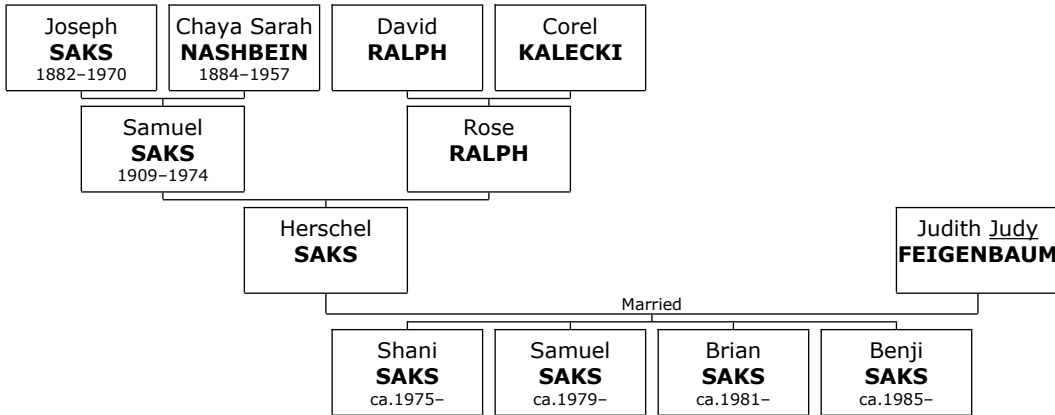 Joseph
SAKS
1882–1970
Chaya Sarah
NASHBEIN
1884–1957
David
RALPH
Corel
KALECKI
Samuel
SAKS
1909–1974
Rose
RALPH
Herschel
SAKS
Judith Judy
FEIGENBAUM
Married
Shani
SAKS
ca.1975–
Samuel
SAKS
ca.1979–
Brian
SAKS
ca.1981–
Benji
SAKS
ca.1985–